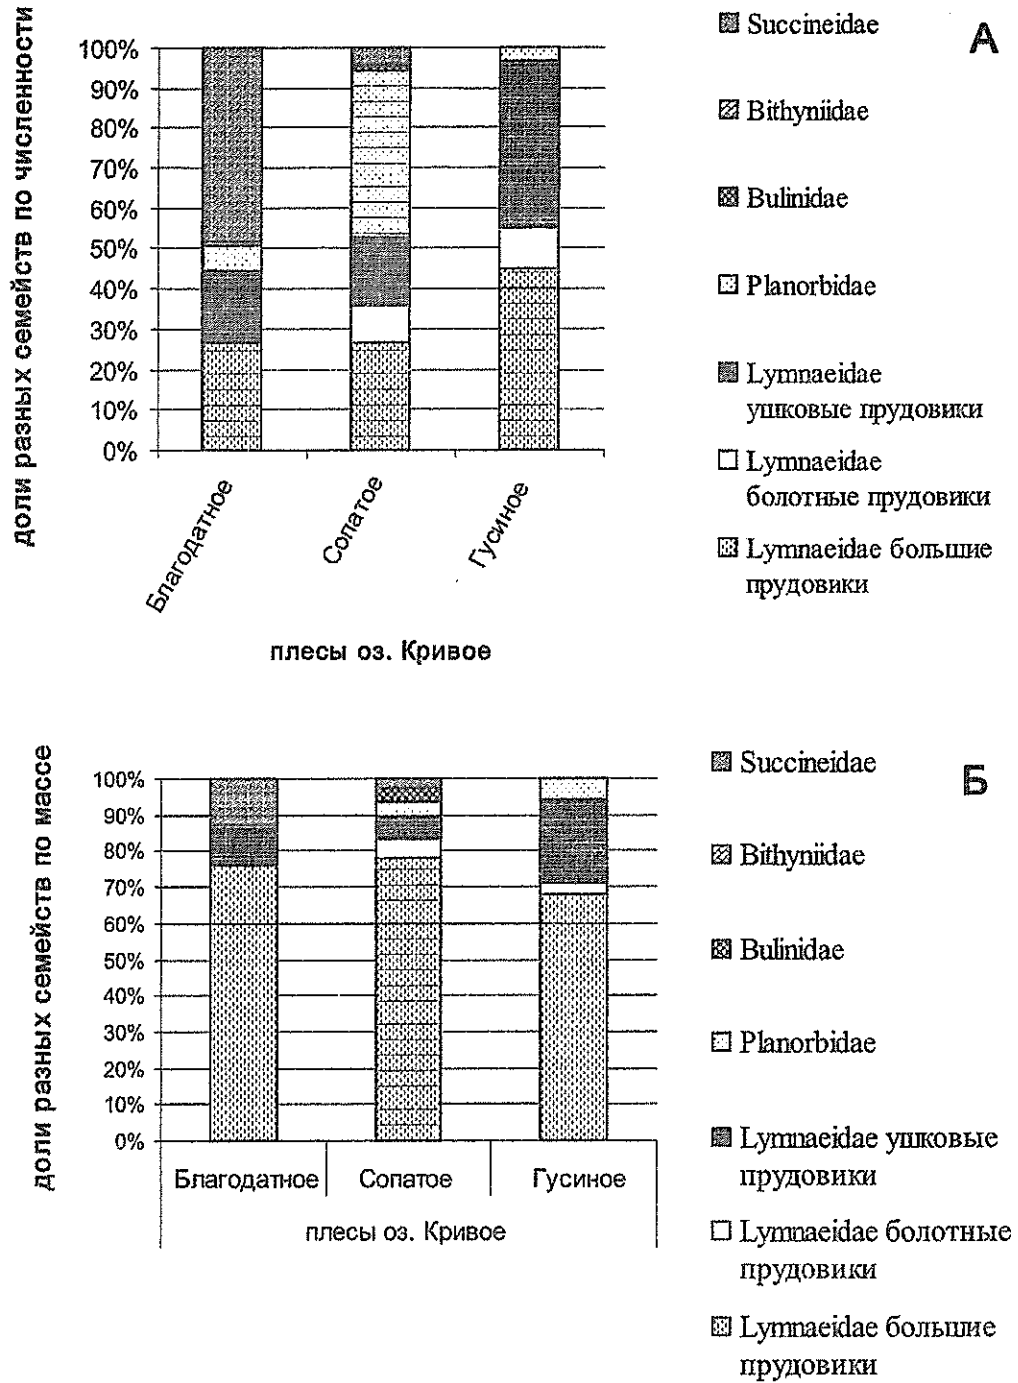 А
доли разных семейств по численности
100%
90%
80%
70%
60%
50%
40%
30%
20%
10%
0%
Благодатное
Сопатое
Гусиное
плесы оз. Кривое
Succineidae
Bithyniidae
Bulinidae
Planorbidae
Lymnaeidae
ушковые прудовики
Lymnaeidae
болотные прудовики
Lymnaeidae большие
прудовики
Б
доли разных семейств по массе
100%
90%
80%
70%
60%
50%
40%
30%
20%
10%
0%
Благодатное
Сопатое
Гусиное
плесы оз. Кривое
Succineidae
Bithyniidae
Bulinidae
Planorbidae
Lymnaeidae ушковые
прудовики
Lymnaeidae болотные
прудовики
Lymnaeidae большие
прудовики